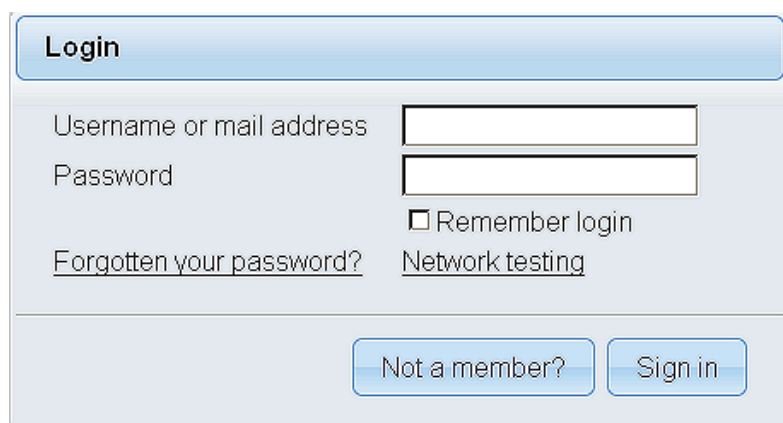 Login
Username or mail address
Password
Remember login
Forgotten your password? Network testing
Not a member? Sign in